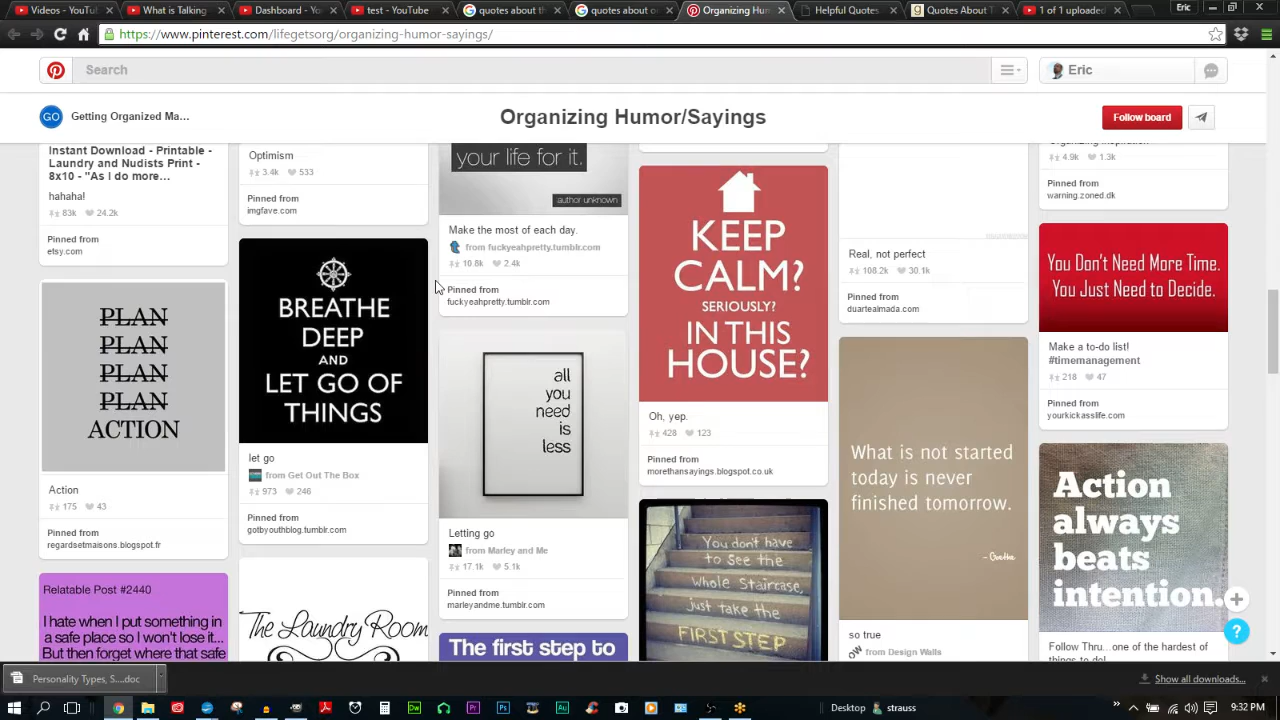 YouTube
What is Talking
Dashboard - You
test - YouTube
quotes about th
quotes about or
Organizing Hum
Helpful Quotes
Quotes About T
1 of 1 uploaded
Eric
https://www.pinterest.com/lifegetsorg/organizing-humor-sayings/
Search
Eric
GO
Getting Organized Ma...
Organizing Humor/Sayings
Follow board
Instant Download - Printable -
Laundry and Nudists Print -
8x10 - "As I do more...
hahaha!
83k 24.2k
Pinned from
etsy.com
PLAN
PLAN
PLAN
PLAN
ACTION
Action
175 43
Pinned from
regardsetmaisons.blogspot.fr
Relatable Post #2440
I hate when I put something in
a safe place so I won't lose it...
But then forget where that safe
Optimism
3.4k 533
Pinned from
imgfave.com
BREATHE
DEEP
AND
LET GO OF
THINGS
let go
from Get Out The Box
973 246
Pinned from
gotbyouthblog.tumblr.com
The Laundry Room
your life for it.
author unknown
Make the most of each day.
from fuckyeahpretty.tumblr.com
10.8k 2.4k
Pinned from
fuckyeahpretty.tumblr.com
all
you
need
is
less
Letting go
from Marley and Me
17.1k 5.1k
Pinned from
marleyandme.tumblr.com
The first step to
KEEP
CALM?
SERIOUSLY?
IN THIS
HOUSE?
Oh, yep.
428 123
Pinned from
morethansayings.blogspot.co.uk
You don't have
to See the
Whole Staircase,
Just take the
FIRST STEP
Real, not perfect
108.2k 30.1k
Pinned from
duartealmada.com
What is not started
today is never
finished tomorrow.
- Goethe
so true
from Design Walls
Organizing Inspiration
4.9k 1.3k
Pinned from
warning.zoned.dk
You Don't Need More Time.
You Just Need to Decide.
Make a to-do list!
#timemanagement
218 47
Pinned from
yourkickasslife.com
Action
always
beats
intention.
Follow Thru...one of the hardest of
things to do!
Personality Types, S....doc
Show all downloads...
Desktop
strauss
9:32 PM